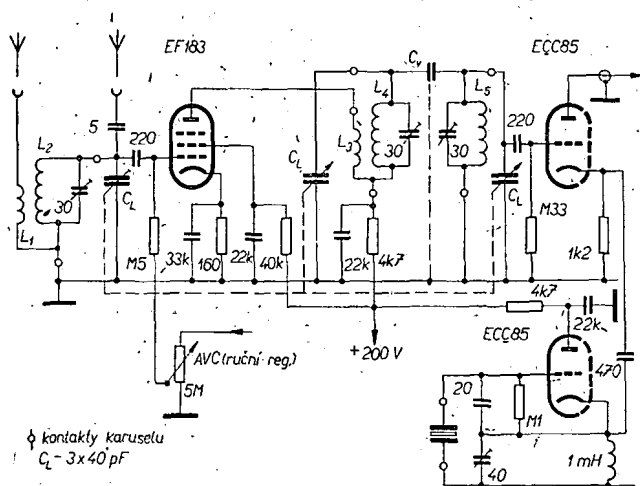 EF183
ECC85
Cv
L4
L5
5
220
L2
30
CL
L1
L3
CL
30
30
220
CL
M5
33k
160
22k
40k
22k
4k7
M33
1k2
4k7
ECC85
22k
+200 V
AVC (ruční reg.)
5M
470
20
M1
40
1 mH
kontakty karuselu
CL - 3x40 pF